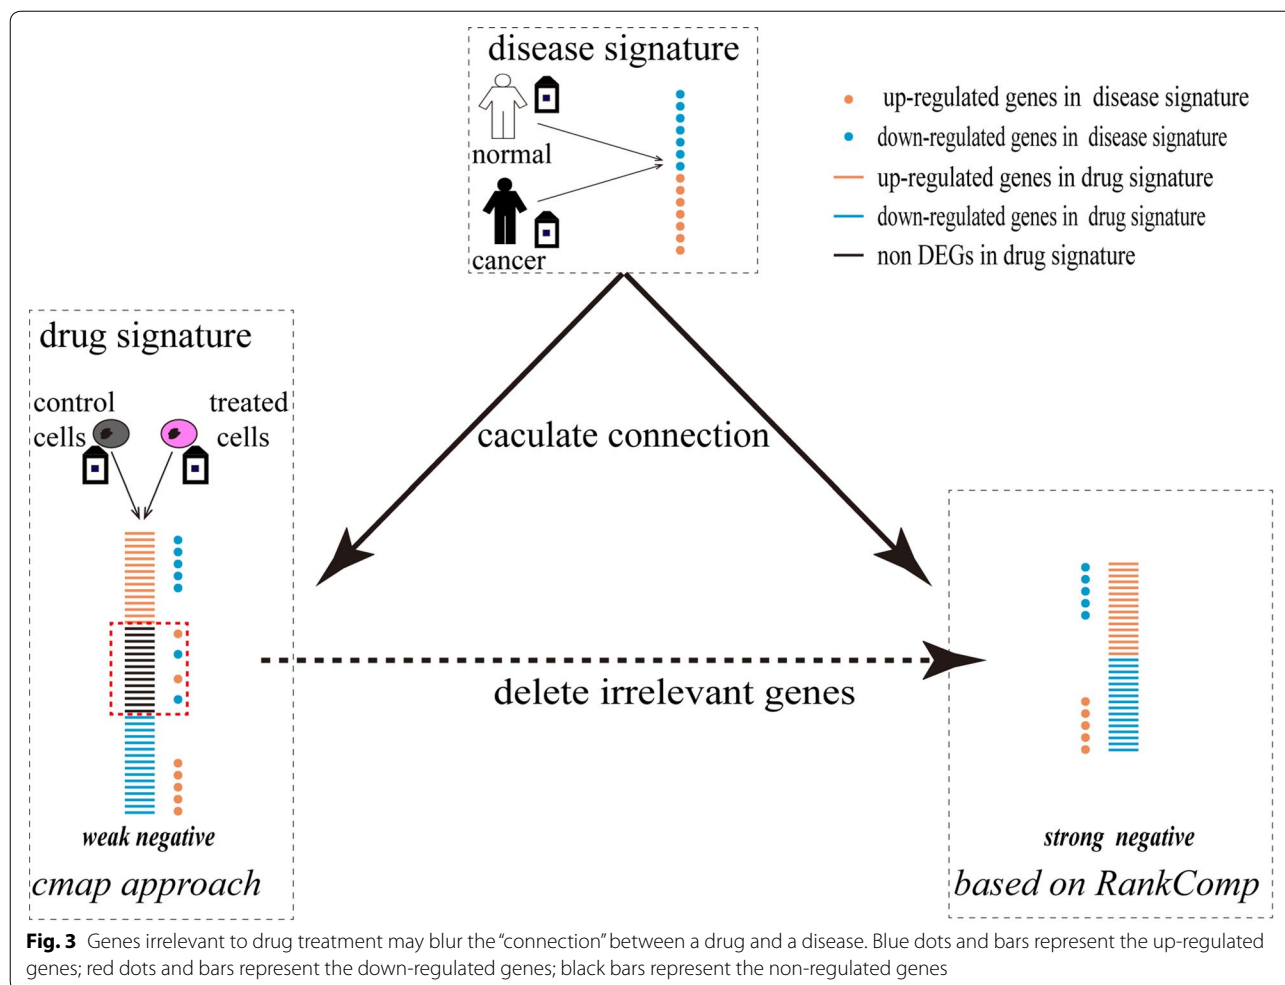 disease signature
normal
cancer
up-regulated genes in disease signature
down-regulated genes in disease signature
up-regulated genes in drug signature
down-regulated genes in drug signature
non DEGs in drug signature
drug signature
control treated
cells cells
caculate connection
delete irrelevant genes
weak negative
cmap approach
strong negative
based on RankComp
Fig. 3 Genes irrelevant to drug treatment may blur the “connection” between a drug and a disease. Blue dots and bars represent the up-regulated
genes; red dots and bars represent the down-regulated genes; black bars represent the non-regulated genes